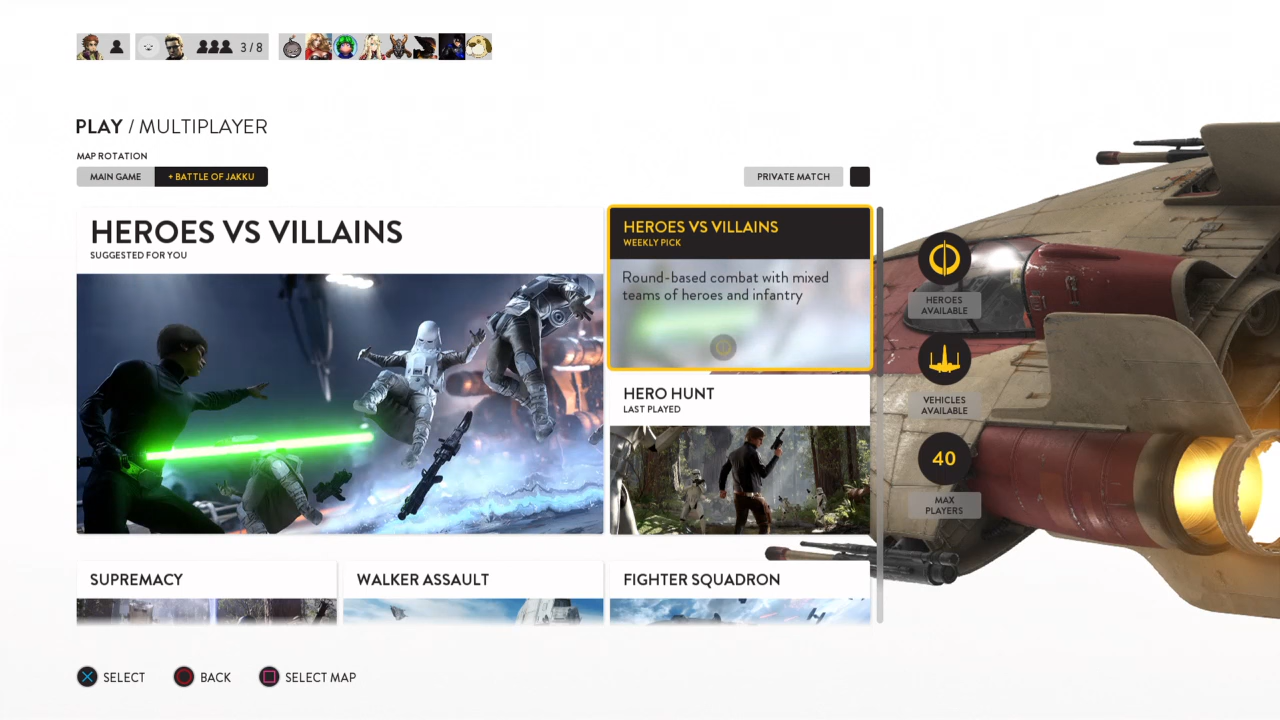 3 / 8
PLAY / MULTIPLAYER
MAP ROTATION
MAIN GAME
+ BATTLE OF JAKKU
PRIVATE MATCH
HEROES VS VILLAINS
SUGGESTED FOR YOU
HEROES VS VILLAINS
WEEKLY PICK
Round-based combat with mixed
teams of heroes and infantry
HERO HUNT
LAST PLAYED
HEROES
AVAILABLE
VEHICLES
AVAILABLE
40
MAX
PLAYERS
SUPREMACY
WALKER ASSAULT
FIGHTER SQUADRON
SELECT
BACK
SELECT MAP